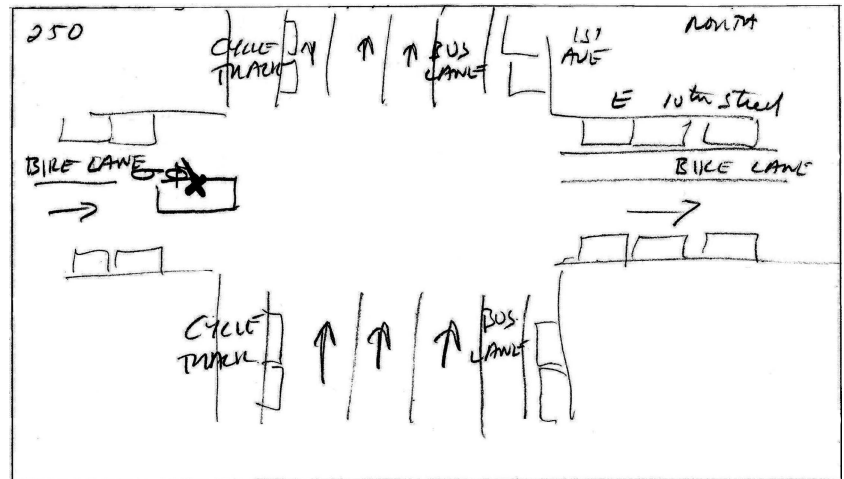 250
CYCLE
TRACK
BUS
LANE
1ST
AVE
NORTH
E 10th Street
BIKE LANE
BIKE LANE
CYCLE
TRACK
BUS
LANE